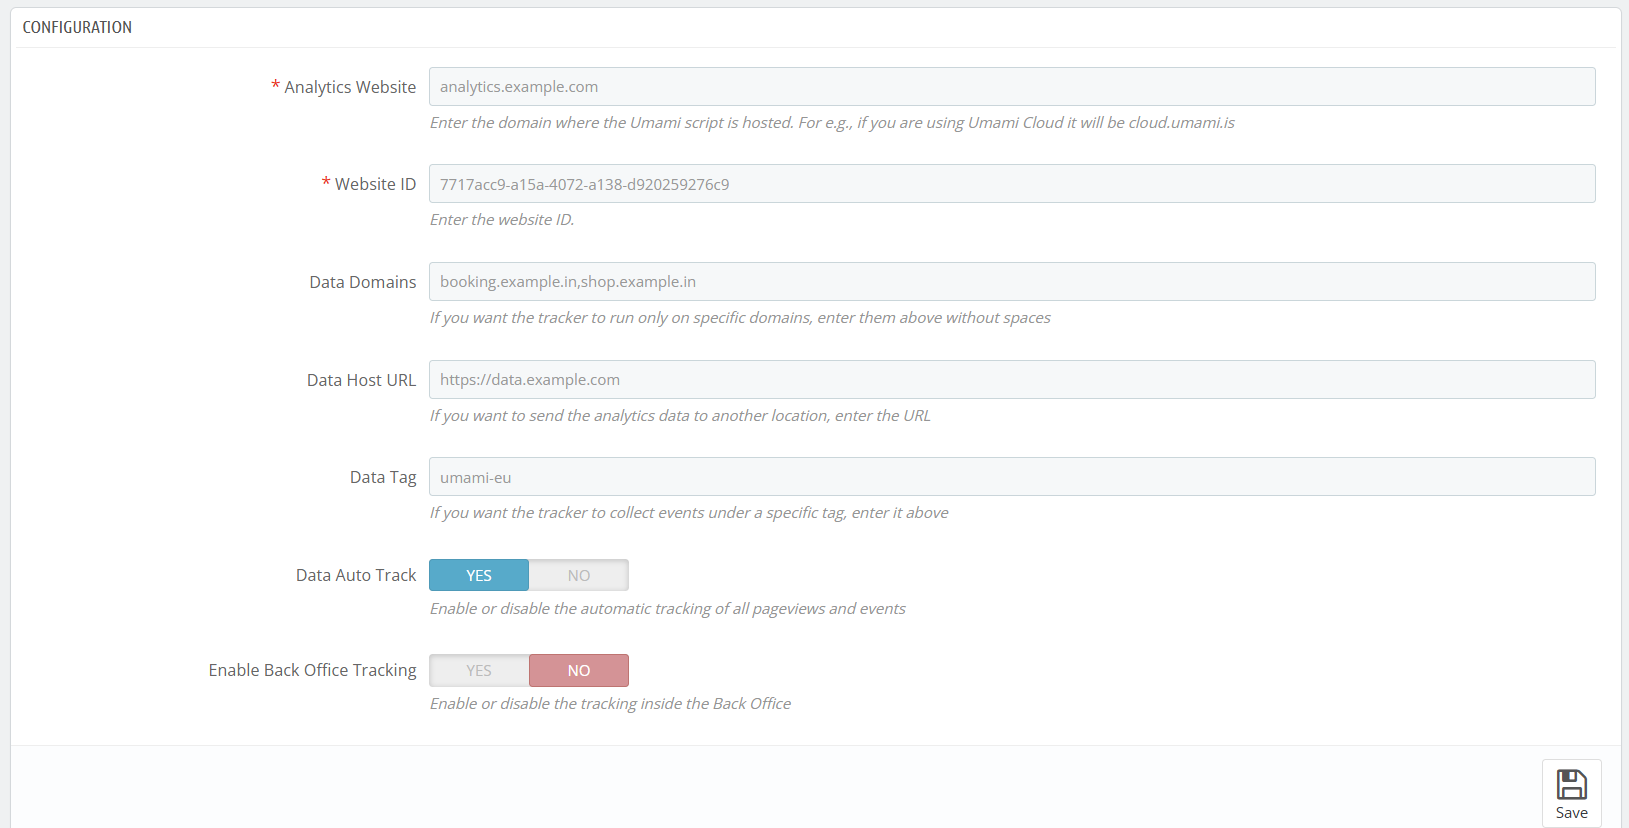 CONFIGURATION
* Analytics Website
analytics.example.com
Enter the domain where the Umami script is hosted. For e.g., if you are using Umami Cloud it will be cloud.umami.is
* Website ID
7717acc9-a15a-4072-a138-d920259276c9
Enter the website ID.
Data Domains
booking.example.in,shop.example.in
If you want the tracker to run only on specific domains, enter them above without spaces
Data Host URL
https://data.example.com
If you want to send the analytics data to another location, enter the URL
Data Tag
umami-eu
If you want the tracker to collect events under a specific tag, enter it above
Data Auto Track
YES NO
Enable or disable the automatic tracking of all pageviews and events
Enable Back Office Tracking
YES NO
Enable or disable the tracking inside the Back Office
Save